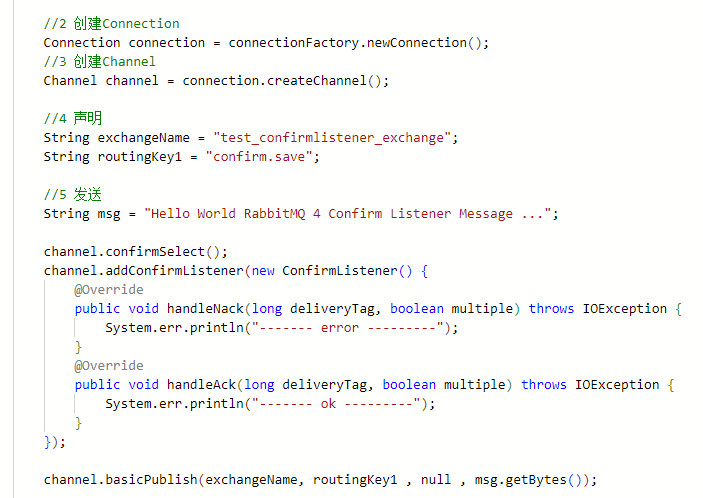 //2 创建Connection
Connection connection = connectionFactory.newConnection();
//3 创建Channel
Channel channel = connection.createChannel();
//4 声明
String exchangeName = "test_confirmlistener_exchange";
String routingKey1 = "confirm.save";
//5 发送
String msg = "Hello World RabbitMQ 4 Confirm Listener Message ...";
channel.confirmSelect();
channel.addConfirmListener(new ConfirmListener() {
@Override
public void handleNack(long deliveryTag, boolean multiple) throws IOException {
System.err.println("------- error ---------");
}
@Override
public void handleAck(long deliveryTag, boolean multiple) throws IOException {
System.err.println("------- ok ---------");
}
});
channel.basicPublish(exchangeName, routingKey1 , null , msg.getBytes());